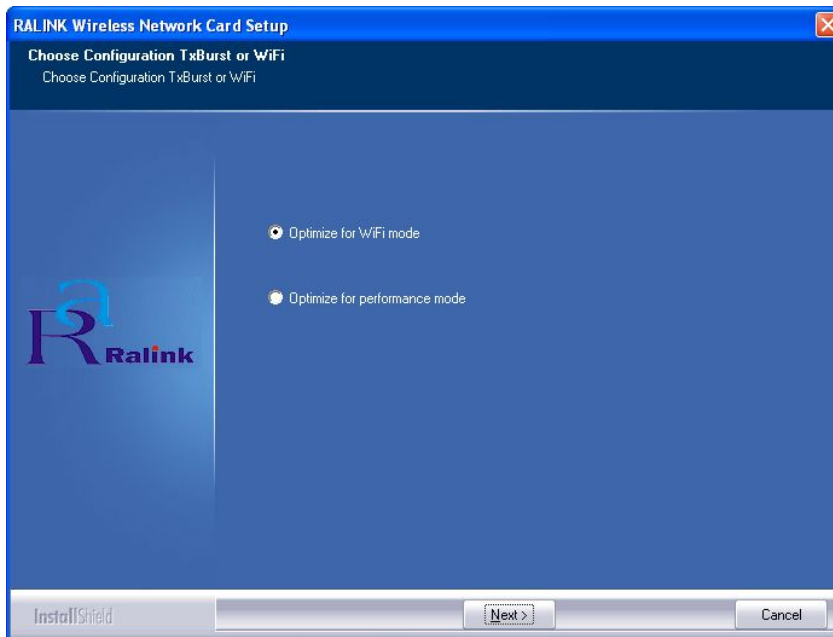 RALINK Wireless Network Card Setup
Choose Configuration TxBurst or WiFi
Choose Configuration TxBurst or WiFi
Optimize for WiFi mode
Optimize for performance mode
Ra
Ralink
InstallShield
Next >
Cancel